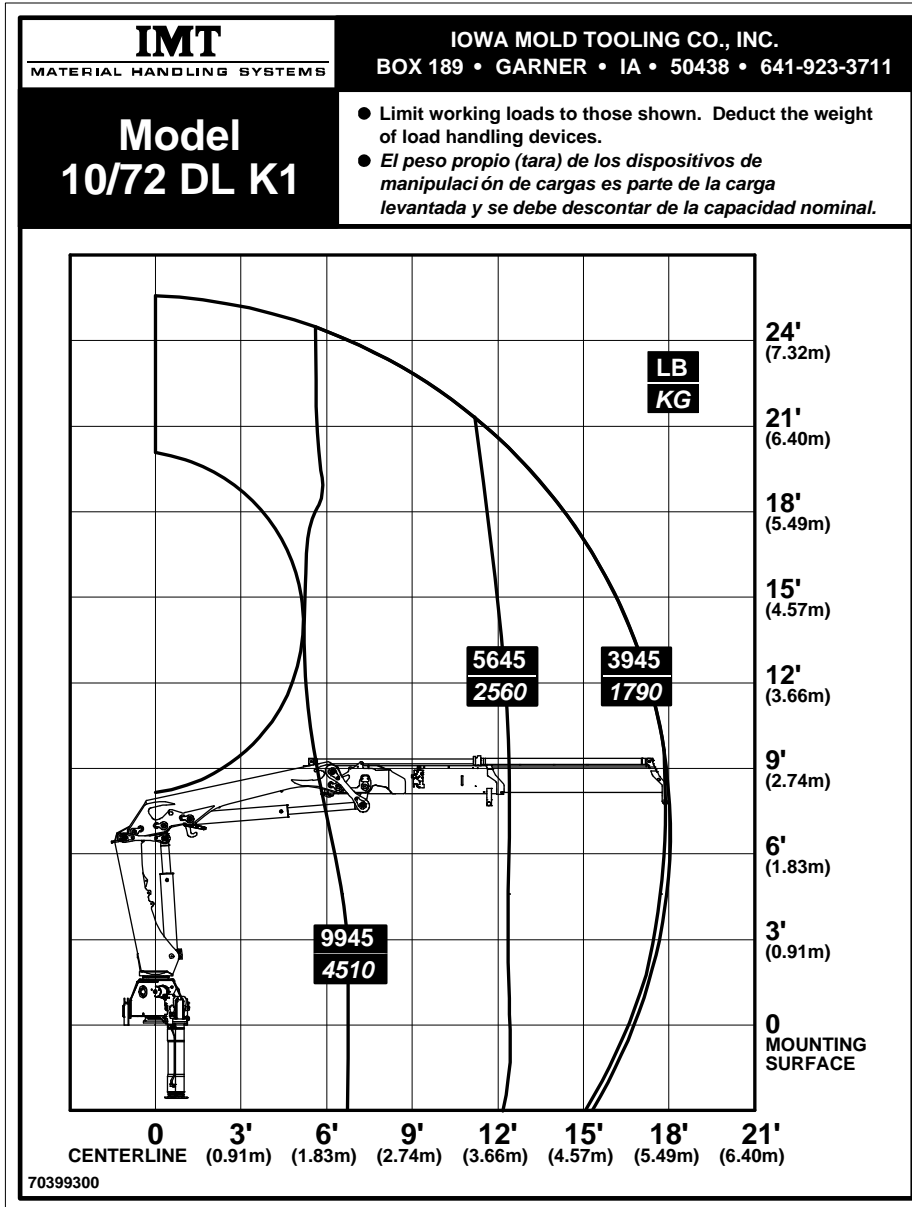 IMT
MATERIAL HANDLING SYSTEMS
IOWA MOLD TOOLING CO., INC.
BOX 189 • GARNER • IA • 50438 • 641-923-3711
Model
10/72 DL K1
● Limit working loads to those shown. Deduct the weight
of load handling devices.
● El peso propio (tara) de los dispositivos de
manipulación de cargas es parte de la carga
levantada y se debe descontar de la capacidad nominal.
24'
(7.32m)
LB
KG
21'
(6.40m)
18'
(5.49m)
15'
(4.57m)
5645
2560
3945
1790
12'
(3.66m)
9'
(2.74m)
6'
(1.83m)
9945
4510
3'
(0.91m)
0
MOUNTING
SURFACE
0 3' 6' 9' 12' 15' 18' 21'
CENTERLINE (0.91m) (1.83m) (2.74m) (3.66m) (4.57m) (5.49m) (6.40m)
70399300